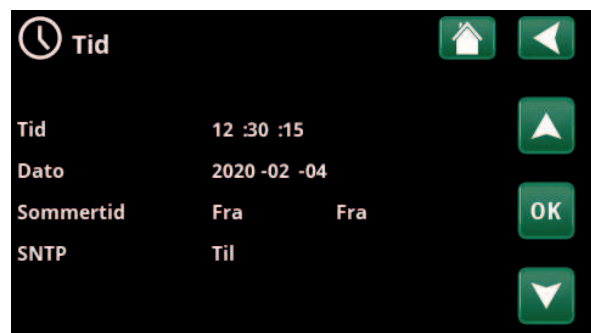 Tid
Tid 12 :30 :15
Dato 2020 -02 -04
Sommertid Fra Fra
OK
SNTP Til